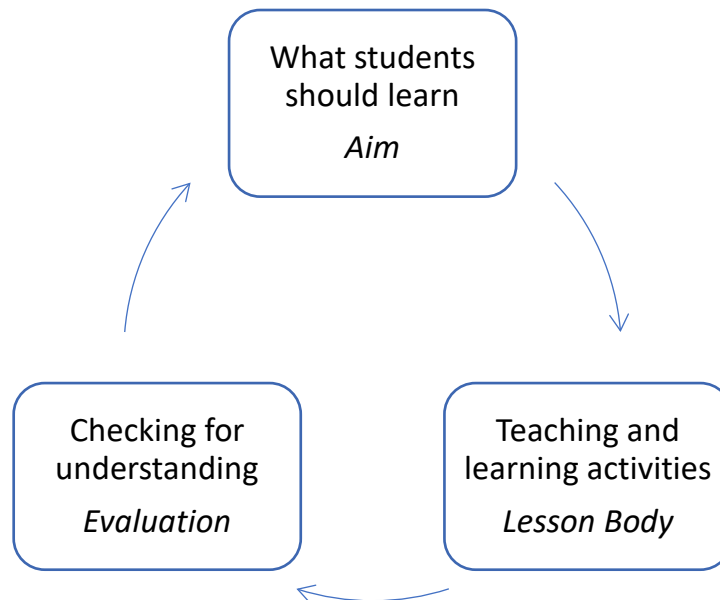 What students
should learn
Aim
Teaching and
learning activities
Lesson Body
Checking for
understanding
Evaluation